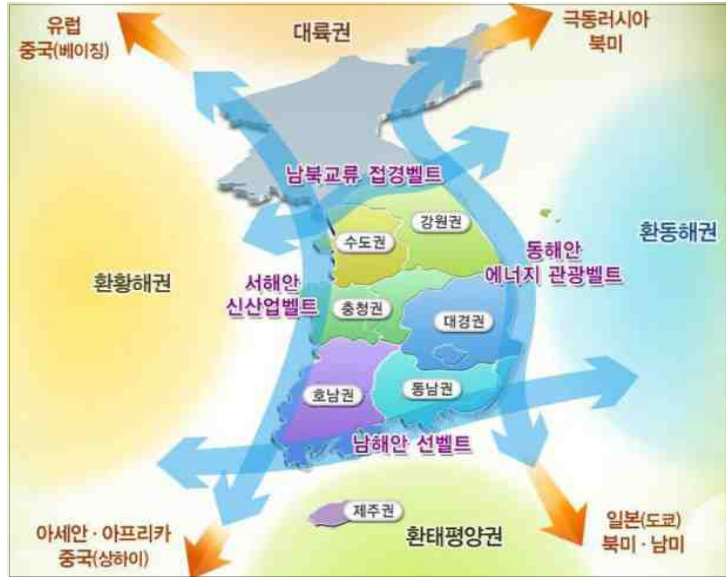 유럽
중국(베이징)
대륙권
극동러시아
북미
남북교류 접경벨트
강원권
수도권
동해안
에너지 관광벨트
환동해권
환황해권
서해안
신산업벨트
충청권
대경권
호남권
동남권
남해안 선벨트
제주권
아세안·아프리카
중국(상하이)
환태평양권
일본(도쿄)
북미·남미